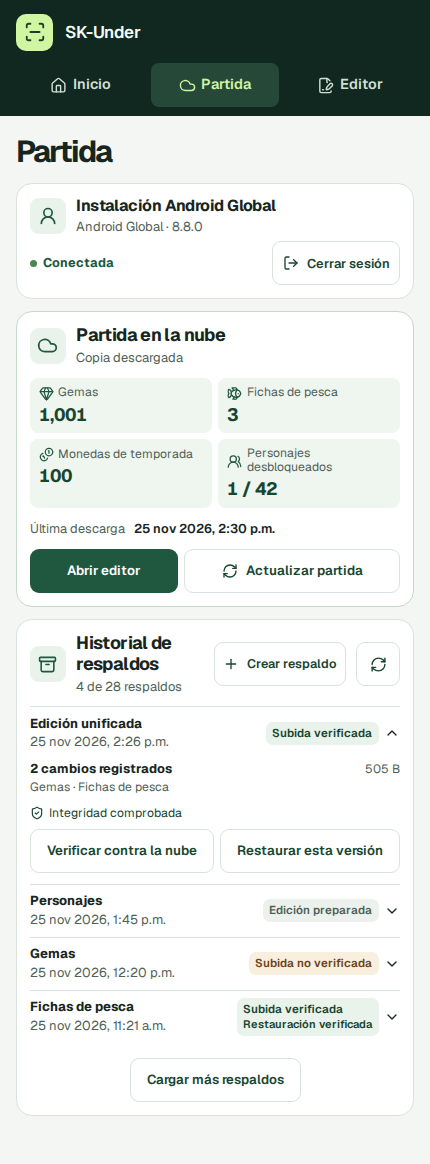 SK-Under
Inicio
Partida
Editor
Partida
Instalación Android Global
Android Global · 8.8.0
Conectada
Cerrar sesión
Partida en la nube
Copia descargada
Gemas
1,001
Fichas de pesca
3
Monedas de temporada
100
Personajes
desbloqueados
1 / 42
Última descarga 25 nov 2026, 2:30 p.m.
Abrir editor
Actualizar partida
Historial de
respaldos
4 de 28 respaldos
Crear respaldo
Edición unificada
25 nov 2026, 2:26 p.m.
Subida verificada
2 cambios registrados
505 B
Gemas · Fichas de pesca
Integridad comprobada
Verificar contra la nube
Restaurar esta versión
Personajes
25 nov 2026, 1:45 p.m.
Edición preparada
Gemas
25 nov 2026, 12:20 p.m.
Subida no verificada
Fichas de pesca
25 nov 2026, 11:21 a.m.
Subida verificada
Restauración verificada
Cargar más respaldos